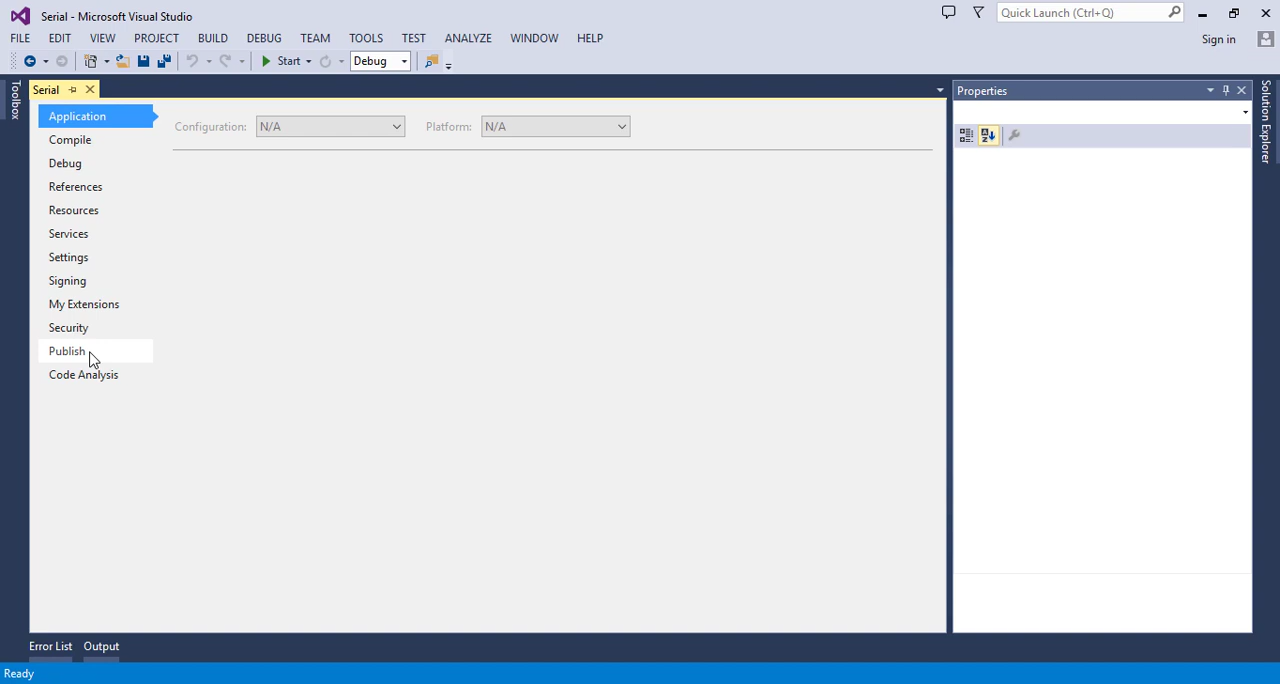 Serial - Microsoft Visual Studio
Quick Launch (Ctrl+Q)
FILE EDIT VIEW PROJECT BUILD DEBUG TEAM TOOLS TEST ANALYZE WINDOW HELP
Sign in
Start Debug
Toolbox
Serial
Properties
Solution Explorer
Application
Configuration: N/A Platform: N/A
Compile
Debug
References
Resources
Services
Settings
Signing
My Extensions
Security
Publish
Code Analysis
Error List Output
Ready